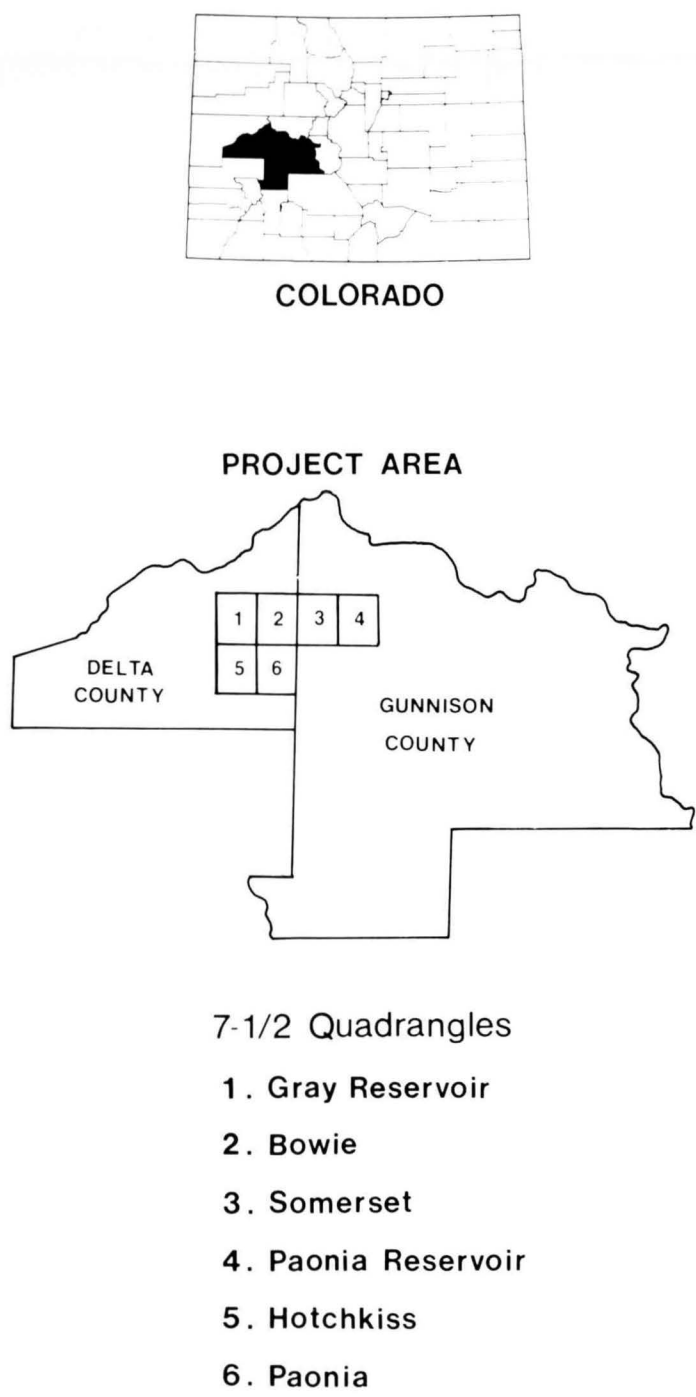 COLORADO
PROJECT AREA
1 2 3 4
5 6
DELTA
COUNTY
GUNNISON
COUNTY
7-1/2 Quadrangles
1. Gray Reservoir
2. Bowie
3. Somerset
4. Paonia Reservoir
5. Hotchkiss
6. Paonia